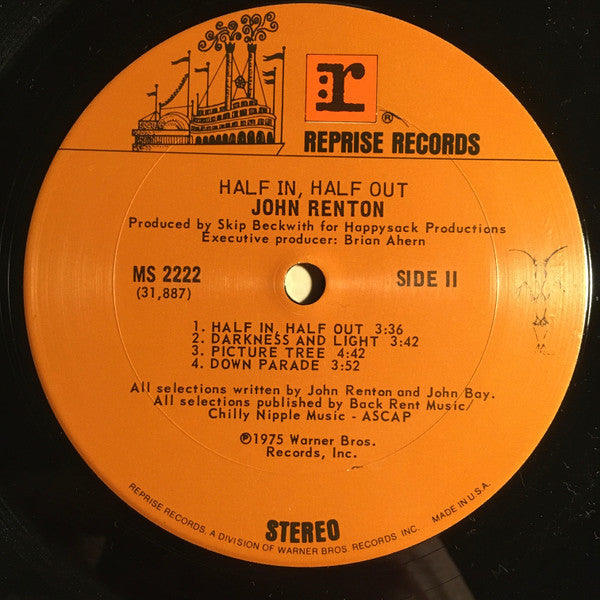 r
®
REPRISE RECORDS
HALF IN, HALF OUT
JOHN RENTON
Produced by Skip Beckwith for Happysack Productions
Executive producer: Brian Ahern
MS 2222 SIDE II
(31,887)
1. HALF IN, HALF OUT 3:36
2. DARKNESS AND LIGHT 3:42
3. PICTURE TREE 4:42
4. DOWN PARADE 3:52
All selections written by John Renton and John Bay.
All selections published by Back Rent Music/
Chilly Nipple Music - ASCAP
℗1975 Warner Bros.
Records, Inc.
STEREO
REPRISE RECORDS, A DIVISION OF WARNER BROS. RECORDS INC. MADE IN U.S.A.